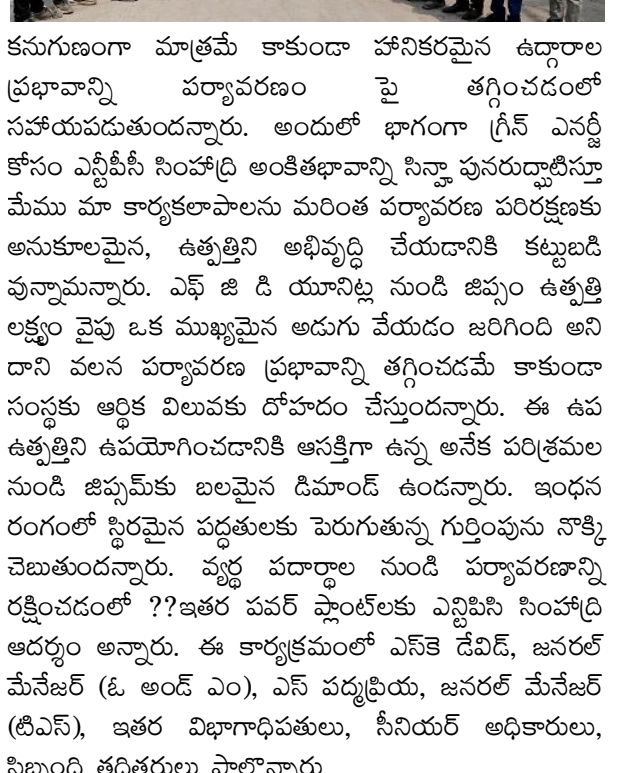 కనుగుణంగా మాత్రమే కాకుండా హానికరమైన ఉద్గారాల
ప్రభావాన్ని పర్యావరణం పై తగ్గించడంలో
సహాయపడుతుందన్నారు. అందులో భాగంగా గ్రీన్ ఎనర్జీ
కోసం ఎన్టీపీసీ సింహాద్రి అంకితభావాన్ని సిన్హా పునరుద్ఘాటిస్తూ
మేము మా కార్యకలాపాలను మరింత పర్యావరణ పరిరక్షణకు
అనుకూలమైన, ఉత్పత్తిని అభివృద్ధి చేయడానికి కట్టుబడి
వున్నామన్నారు. ఎఫ్ జి డి యూనిట్ల నుండి జిప్సం ఉత్పత్తి
లక్ష్యం వైపు ఒక ముఖ్యమైన అడుగు వేయడం జరిగింది అని
దాని వలన పర్యావరణ ప్రభావాన్ని తగ్గించడమే కాకుండా
సంస్థకు ఆర్థిక విలువకు దోహదం చేస్తుందన్నారు. ఈ ఉప
ఉత్పత్తిని ఉపయోగించడానికి ఆసక్తిగా ఉన్న అనేక పరిశ్రమల
నుండి జిప్సమ్‌కు బలమైన డిమాండ్ ఉండన్నారు. ఇంధన
రంగంలో స్థిరమైన పద్ధతులకు పెరుగుతున్న గుర్తింపును నొక్కి
చెబుతుందన్నారు. వ్యర్థ పదార్థాల నుండి పర్యావరణాన్ని
రక్షించడంలో ??ఇతర పవర్ ప్లాంట్‌లకు ఎన్టిపిసి సింహాద్రి
ఆదర్శం అన్నారు. ఈ కార్యక్రమంలో ఎస్‌కె డేవిడ్, జనరల్
మేనేజర్ (ఓ అండ్ ఎం), ఎస్ పద్మప్రియ, జనరల్ మేనేజర్
(టిఎస్), ఇతర విభాగాధిపతులు, సీనియర్ అధికారులు,
సిబ్బంది తదితరులు పాల్గొన్నారు